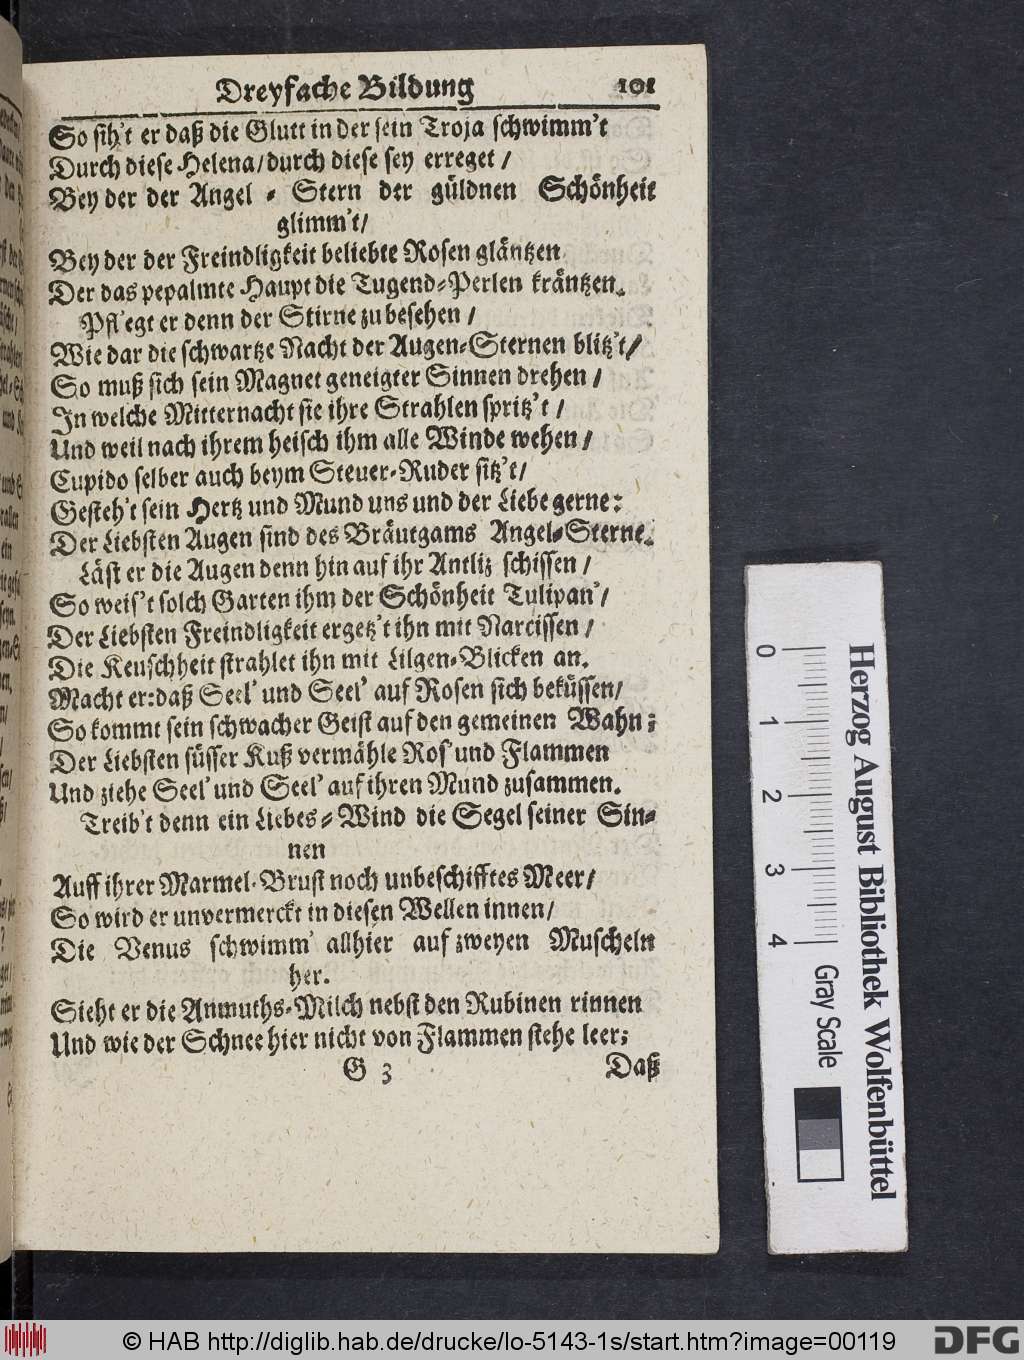 Dreyfache Bildung 101
So sih't er daß die Glutt in der sein Troja schwimm't
Durch diese Helena/durch diese sey erreget /
Bey der der Angel - Stern der güldnen Schönheit
glimm't/
Bey der der Freindligkeit beliebte Rosen gläntzen
Der das pepalmte Haupt die Tugend-Perlen kräntzen.
Pfl'egt er denn der Stirne zu besehen /
Wie dar die schwartze Nacht der Augen-Sternen blitz't/
So muß sich sein Magnet geneigter Sinnen drehen /
In welche Mitternacht sie ihre Strahlen spritz't /
Und weil nach ihrem heisch ihm alle Winde wehen /
Cupido selber auch beym Steuer-Ruder sitz't/
Gesteh't sein Hertz und Mund uns und der Liebe gerne:
Der Liebsten Augen sind des Bräutgams Angel-Sterne.
Läst er die Augen denn hin auf ihr Antliz schissen /
So weis't solch Garten ihm der Schönheit Tulipan'/
Der Liebsten Freindligkeit ergetz't ihn mit Narcissen /
Die Keuschheit strahlet ihn mit Lilgen-Blicken an.
Macht er:daß Seel' und Seel' auf Rosen sich beküssen/
So kommt sein schwacher Geist auf den gemeinen Wahn;
Der Liebsten süsser Kuß vermähle Ros' und Flammen
Und ziehe Seel' und Seel' auf ihren Mund zusammen.
Treib't denn ein Liebes-Wind die Segel seiner Sin-
nen
Auff ihrer Marmel-Brust noch unbeschifftes Meer/
So wird er unvermerckt in diesen Wellen innen/
Die Venus schwimm' allhier auf zweyen Muscheln
her.
Sieht er die Anmuths-Milch nebst den Rubinen rinnen
Und wie der Schnee hier nicht von Flammen stehe leer;
G 3 Daß
0 1 2 3 4 Gray Scale
Herzog August Bibliothek Wolfenbüttel
© HAB http://diglib.hab.de/drucke/lo-5143-1s/start.htm?image=00119
DFG